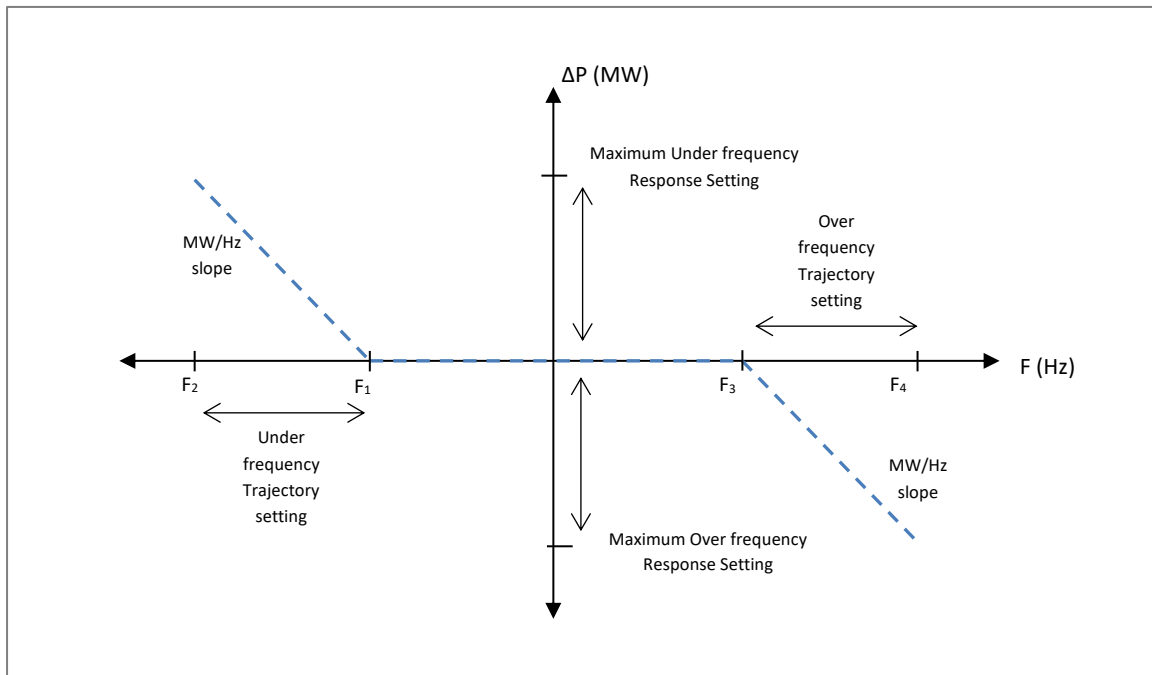 ΔP (MW)
Maximum Under frequency
Response Setting
Over
frequency
Trajectory
setting
MW/Hz
slope
F₂
F₁
F₃
F₄
F (Hz)
Under
frequency
Trajectory
setting
MW/Hz
slope
Maximum Over frequency
Response Setting